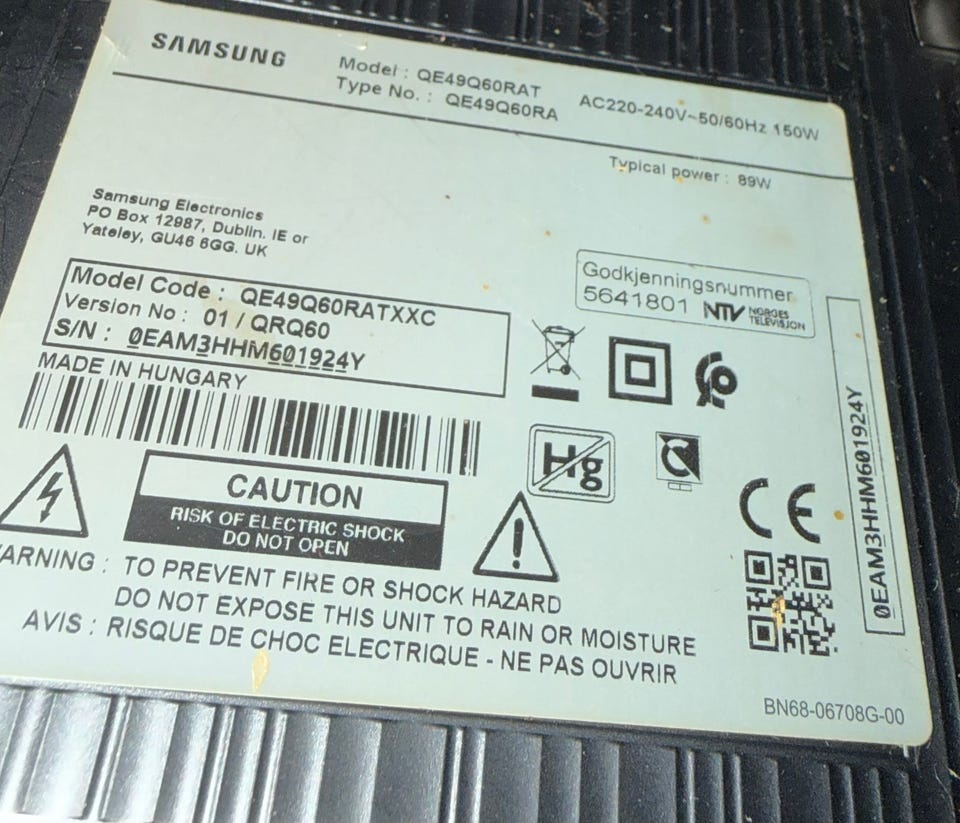 SAMSUNG
Model : QE49Q60RAT
Type No. : QE49Q60RA
AC220-240V~50/60Hz 150W
Typical power : 89W
Samsung Electronics
PO Box 12987, Dublin. IE or
Yateley, GU46 6GG. UK
Godkjenningsnummer
5641801 NTV NORGES
TELEVISJON
Model Code : QE49Q60RATXXC
Version No : 01 / QRQ60
S/N : 0EAM3HHM601924Y
MADE IN HUNGARY
Hg
CAUTION
RISK OF ELECTRIC SHOCK
DO NOT OPEN
CE
0EAM3HHM601924Y
WARNING : TO PREVENT FIRE OR SHOCK HAZARD
DO NOT EXPOSE THIS UNIT TO RAIN OR MOISTURE
AVIS : RISQUE DE CHOC ELECTRIQUE - NE PAS OUVRIR
BN68-06708G-00